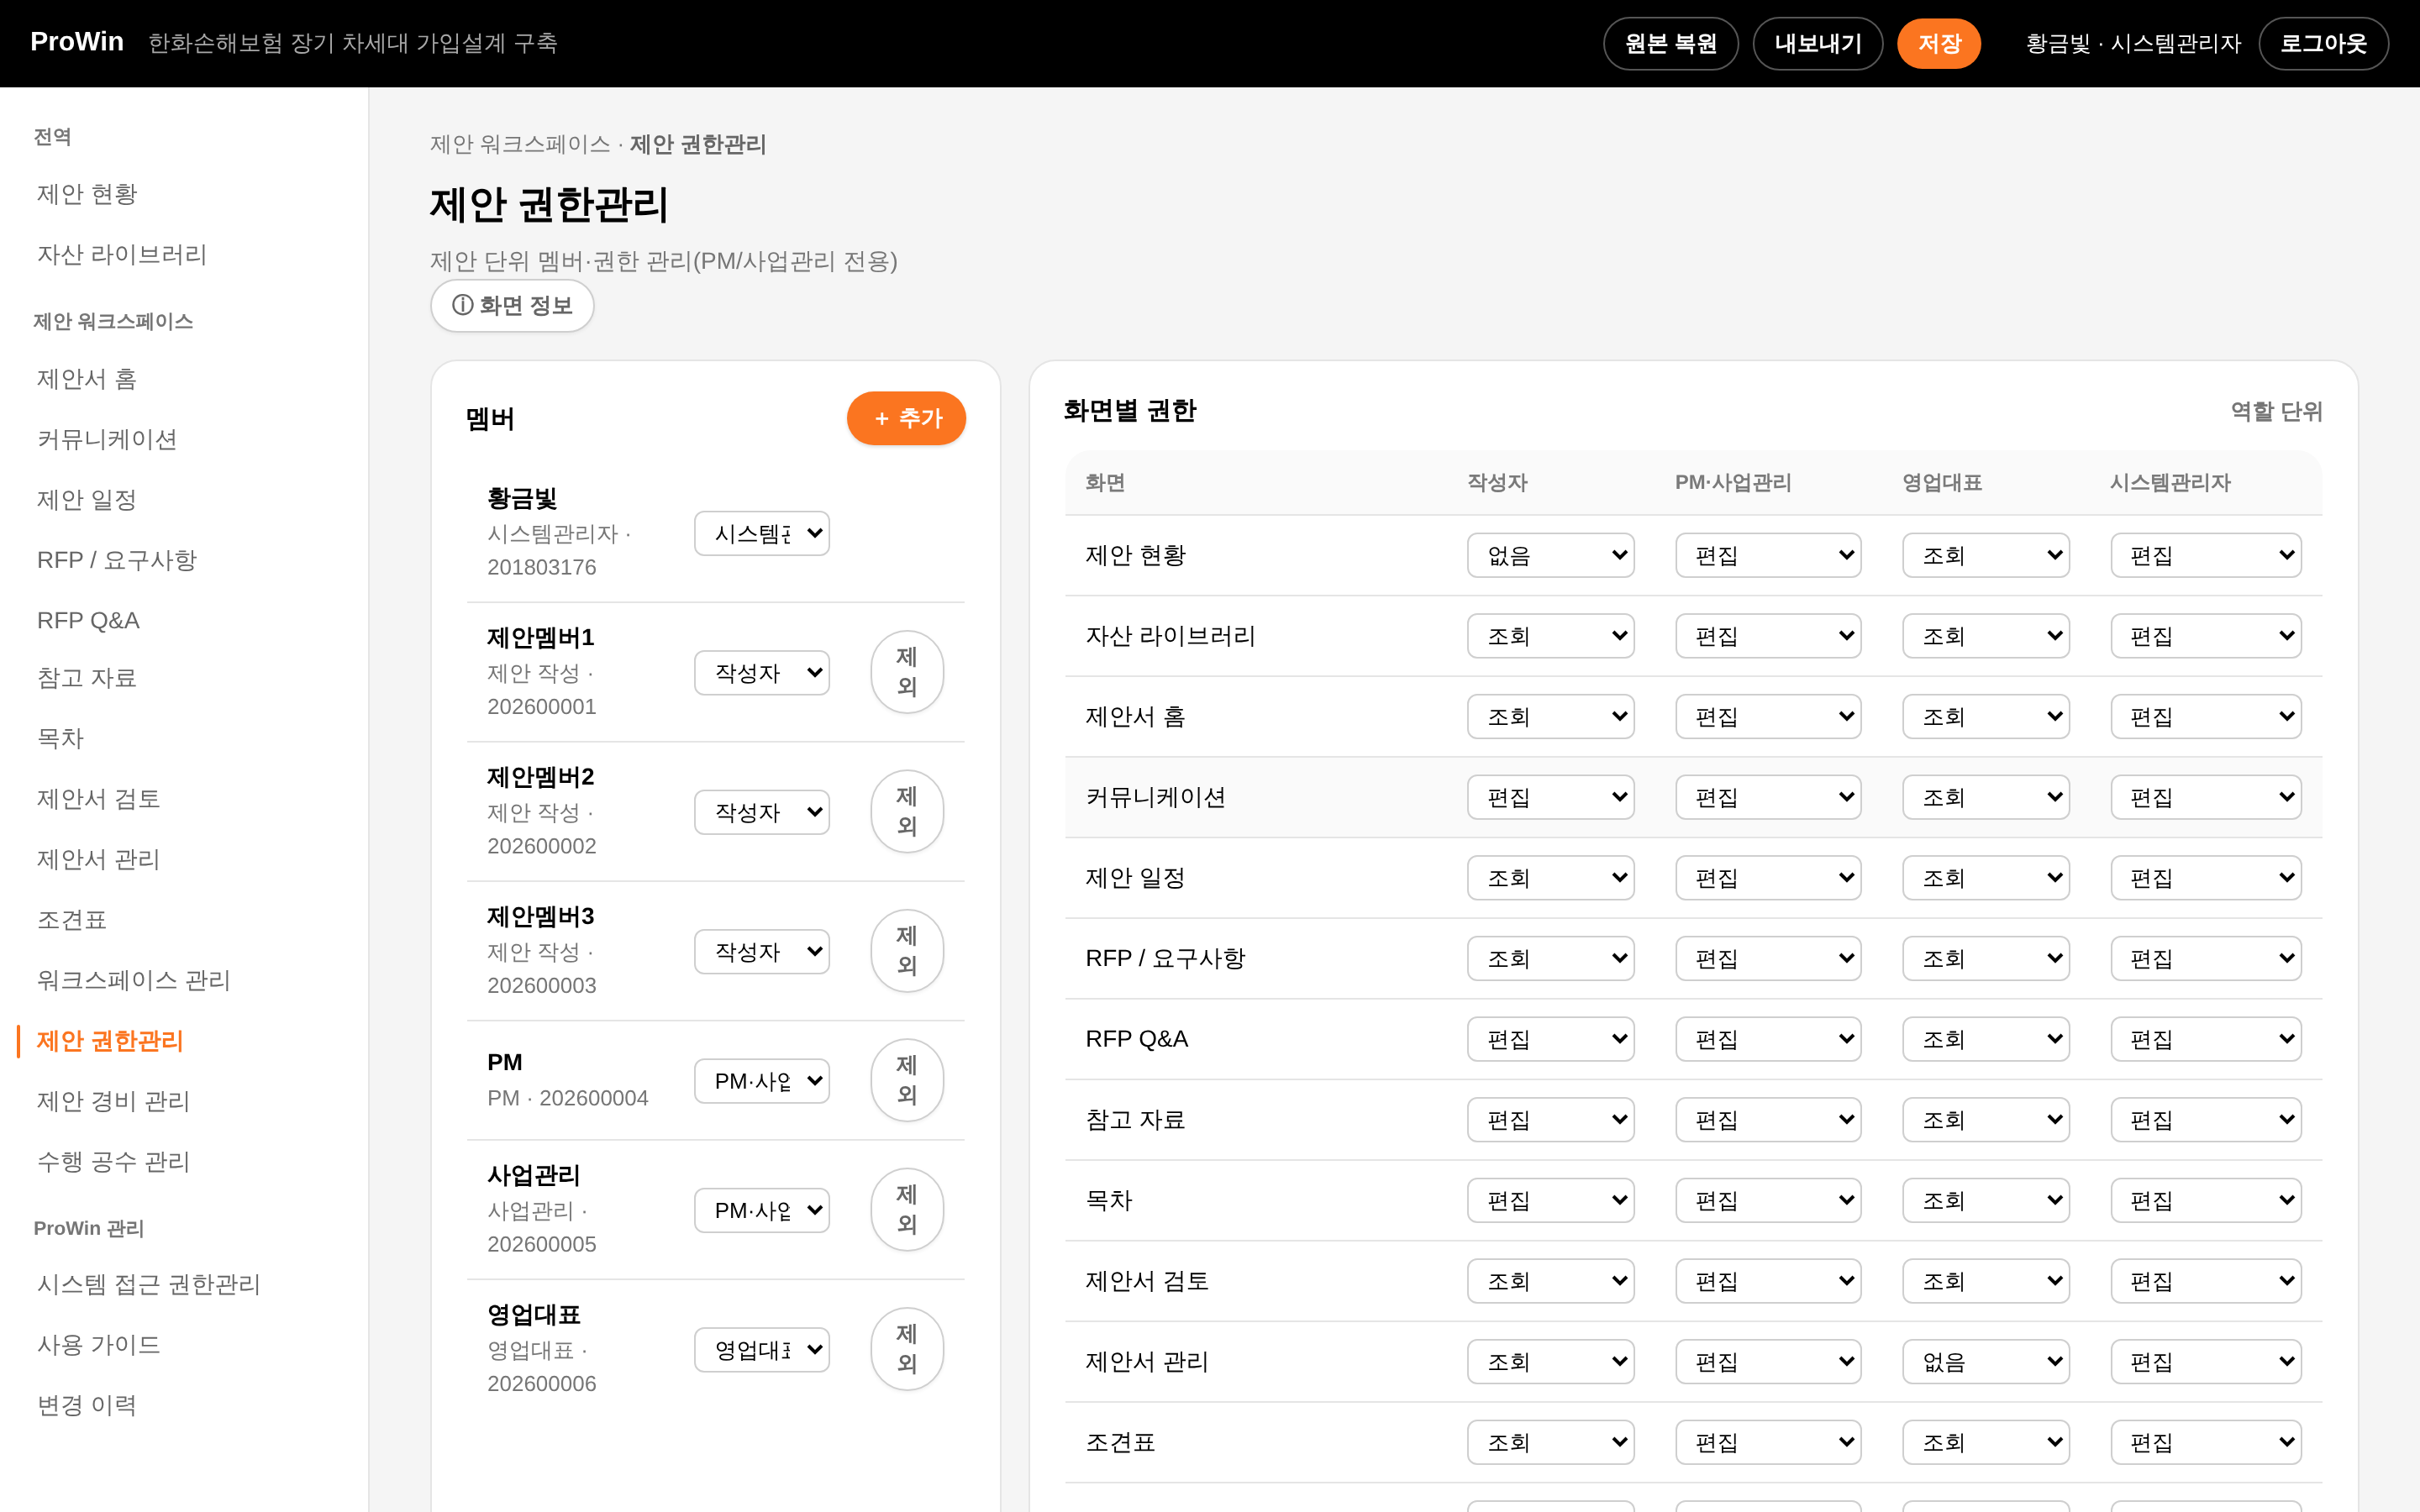 ProWin 한화손해보험 장기 차세대 가입설계 구축 원본 복원 내보내기 저장 황금빛 · 시스템관리자 로그아웃
전역
제안 현황
자산 라이브러리
제안 워크스페이스
제안서 홈
커뮤니케이션
제안 일정
RFP / 요구사항
RFP Q&A
참고 자료
목차
제안서 검토
제안서 관리
조견표
워크스페이스 관리
제안 권한관리
제안 경비 관리
수행 공수 관리
ProWin 관리
시스템 접근 권한관리
사용 가이드
변경 이력
제안 워크스페이스 · 제안 권한관리
제안 권한관리
제안 단위 멤버·권한 관리(PM/사업관리 전용)
ⓘ 화면 정보
멤버 + 추가
황금빛
시스템관리자 ·
201803176
시스템관
제안멤버1
제안 작성 ·
202600001
작성자
제
외
제안멤버2
제안 작성 ·
202600002
작성자
제
외
제안멤버3
제안 작성 ·
202600003
작성자
제
외
PM
PM · 202600004
PM·사업
제
외
사업관리
사업관리 ·
202600005
PM·사업
제
외
영업대표
영업대표 ·
202600006
영업대표
제
외
화면별 권한 역할 단위
화면 작성자 PM·사업관리 영업대표 시스템관리자
제안 현황 없음 편집 조회 편집
자산 라이브러리 조회 편집 조회 편집
제안서 홈 조회 편집 조회 편집
커뮤니케이션 편집 편집 조회 편집
제안 일정 조회 편집 조회 편집
RFP / 요구사항 조회 편집 조회 편집
RFP Q&A 편집 편집 조회 편집
참고 자료 편집 편집 조회 편집
목차 편집 편집 조회 편집
제안서 검토 조회 편집 조회 편집
제안서 관리 조회 편집 없음 편집
조견표 조회 편집 조회 편집